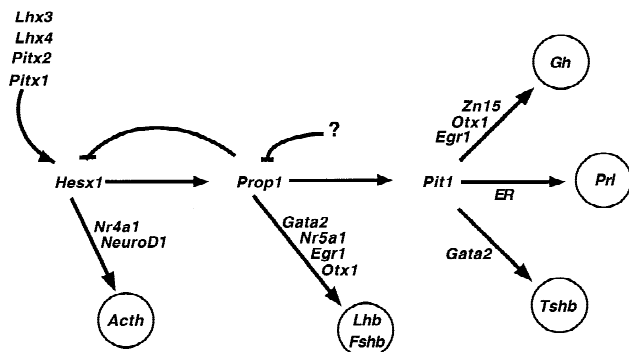 Lhx3
Lhx4
Pitx2
Pitx1
Gh
Zn15
Otx1
Egr1
?
Hesx1
Prop1
Pit1
ER
Prl
Nr4a1
NeuroD1
Gata2
Nr5a1
Egr1
Otx1
Gata2
Acth
Lhb
Fshb
Tshb